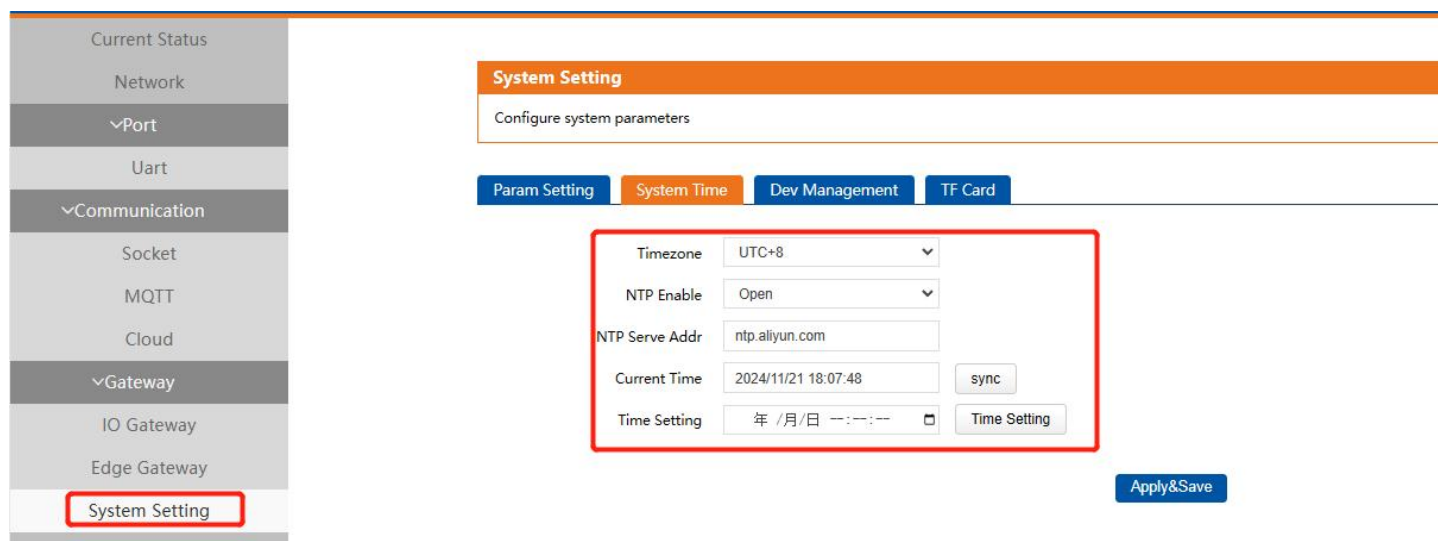 Current Status
Network
Port
Uart
Communication
Socket
MQTT
Cloud
Gateway
IO Gateway
Edge Gateway
System Setting
System Setting
Configure system parameters
Param Setting System Time Dev Management TF Card
Timezone UTC+8
NTP Enable Open
NTP Serve Addr ntp.aliyun.com
Current Time 2024/11/21 18:07:48 sync
Time Setting 年 /月/日 --:--:-- Time Setting
Apply&Save